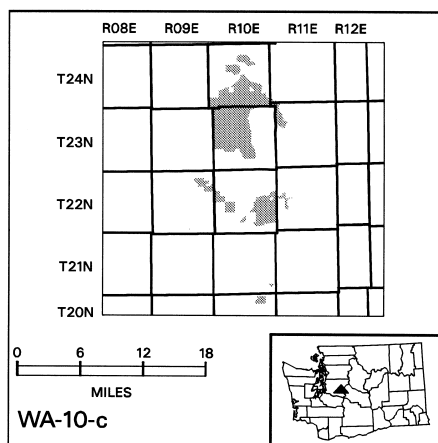 R08E R09E R10E R11E R12E
T24N
T23N
T22N
T21N
T20N
0 6 12 18
MILES
WA-10-c